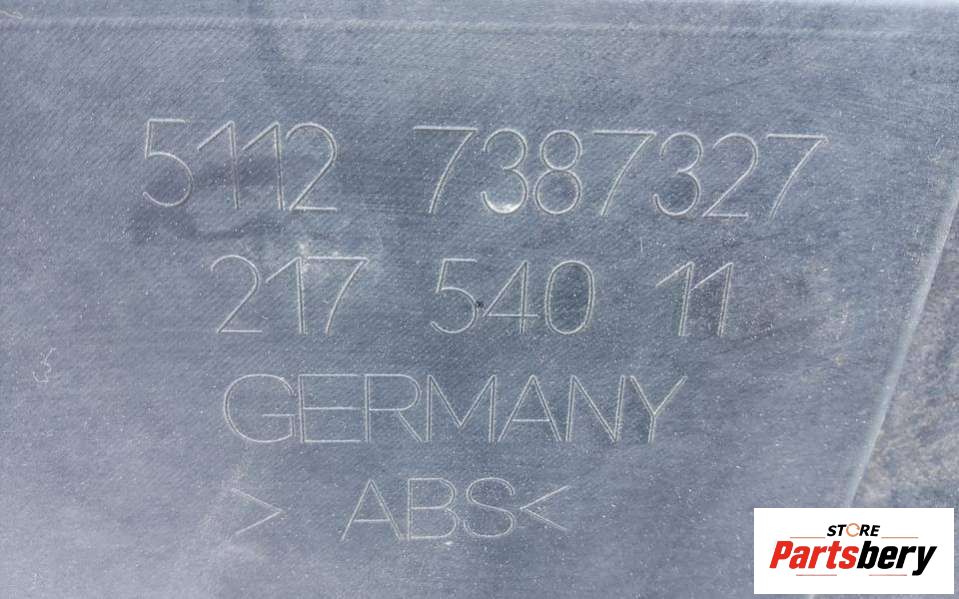 5112 7387327
217 540 11
GERMANY
> ABS<
STORE
Partsbery